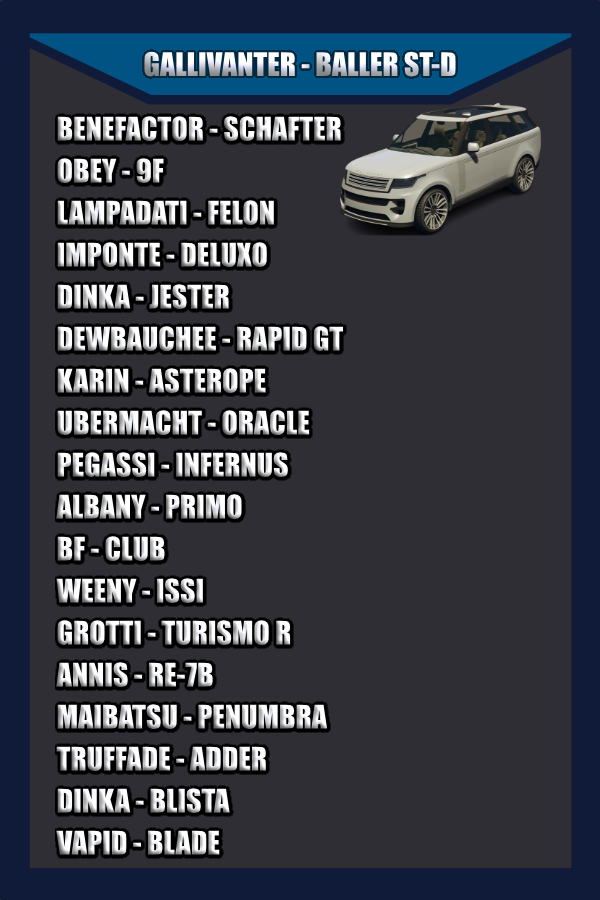 GALLIVANTER - BALLER ST-D
BENEFACTOR - SCHAFTER
OBEY - 9F
LAMPADATI - FELON
IMPONTE - DELUXO
DINKA - JESTER
DEWBAUCHEE - RAPID GT
KARIN - ASTEROPE
UBERMACHT - ORACLE
PEGASSI - INFERNUS
ALBANY - PRIMO
BF - CLUB
WEENY - ISSI
GROTTI - TURISMO R
ANNIS - RE-7B
MAIBATSU - PENUMBRA
TRUFFADE - ADDER
DINKA - BLISTA
VAPID - BLADE